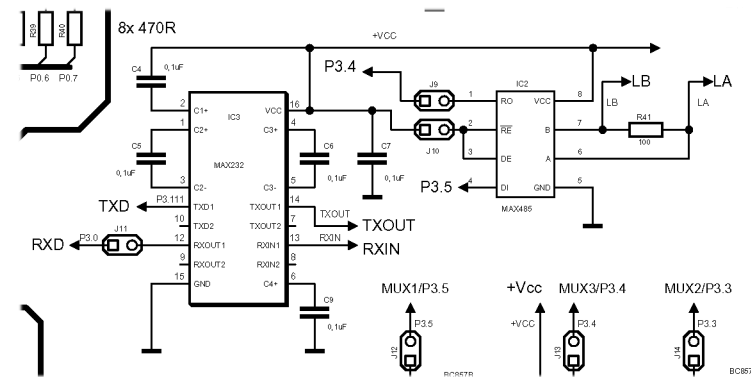 R39
R40
P0.6
P0.7
8x 470R
+VCC
C4
0,1uF
P3.4
J9
IC2
LB
LA
2
C1+
IC3
VCC
16
1
RO
VCC
8
LB
LA
1
C2+
C3+
4
2
RE
B
7
R41
100
C5
0,1uF
MAX232
C6
0,1uF
C7
0,1uF
J10
3
DE
A
6
3
C2-
C3-
5
P3.5
4
DI
GND
5
TXD
P3.1
11
TXD1
TXOUT1
14
MAX485
10
TXD2
TXOUT2
7
TXOUT
TXOUT
RXD
P3.0
J11
12
RXOUT1
RXIN1
13
RXIN
RXIN
9
RXOUT2
RXIN2
8
15
GND
C4+
6
C9
0,1uF
MUX1/P3.5
+Vcc
MUX3/P3.4
MUX2/P3.3
P3.5
+VCC
P3.4
P3.3
J12
J13
J14
BC857B
BC857